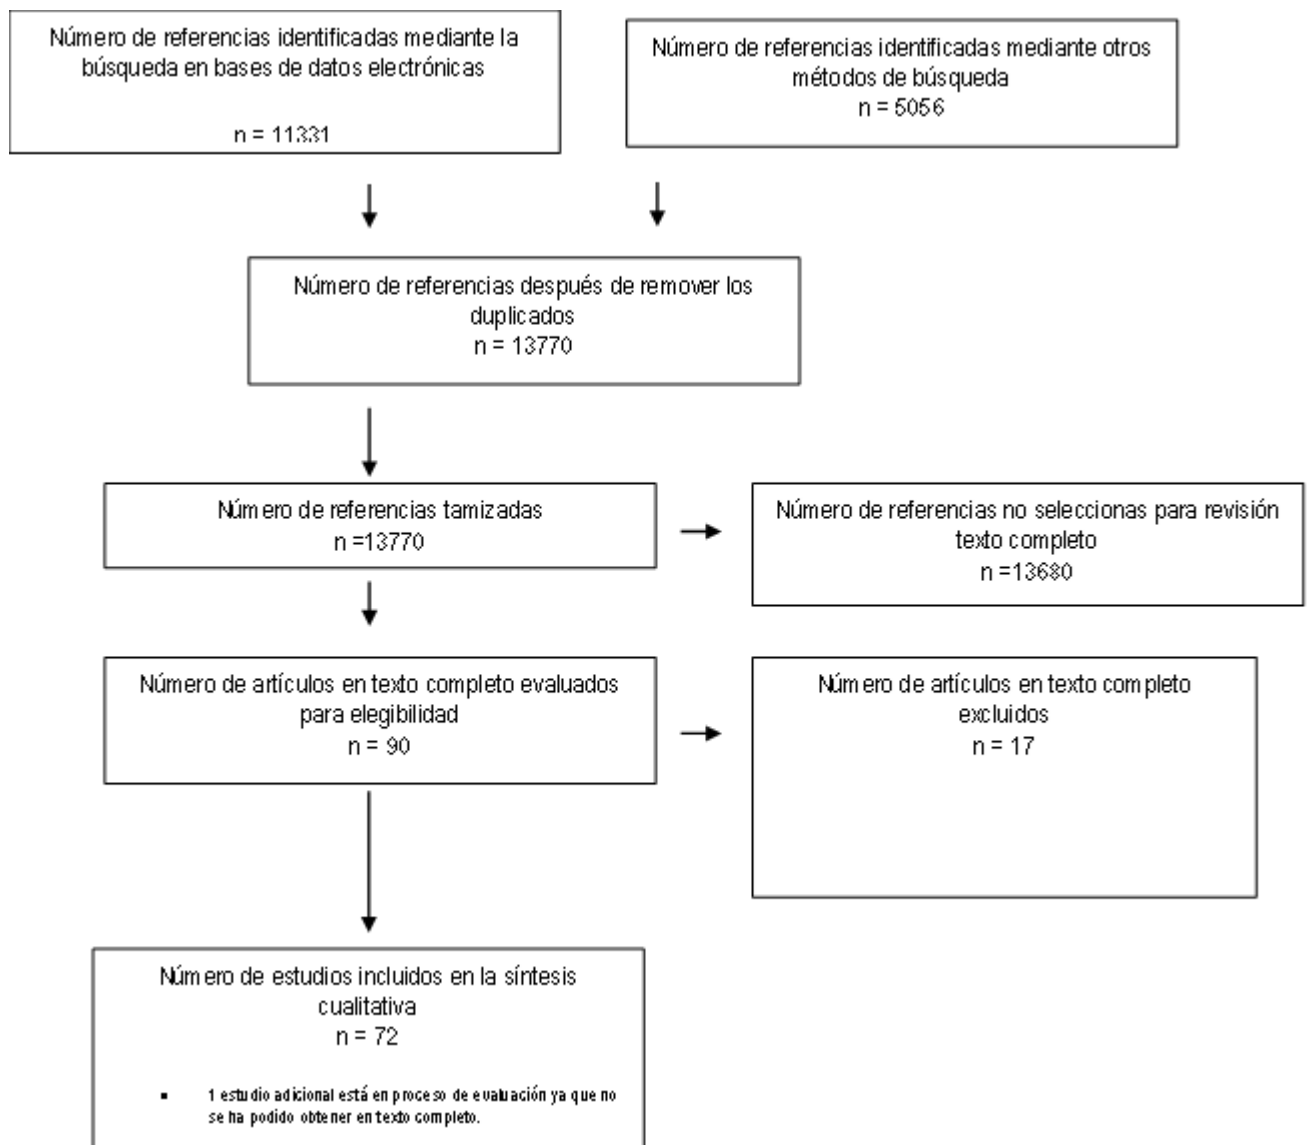 Número de referencias identificadas mediante la
búsqueda en bases de datos electrónicas
n = 11331
Número de referencias identificadas mediante otros
métodos de búsqueda
n = 5056
Número de referencias después de remover los
duplicados
n = 13770
Número de referencias tamizadas
n =13770
Número de referencias no seleccionas para revisión
texto completo
n =13680
Número de artículos en texto completo evaluados
para elegibilidad
n = 90
Número de artículos en texto completo
excluidos
n = 17
Número de estudios incluidos en la síntesis
cualitativa
n = 72
▪ 1 estudio adicional está en proceso de evaluación ya que no
se ha podido obtener en texto completo.